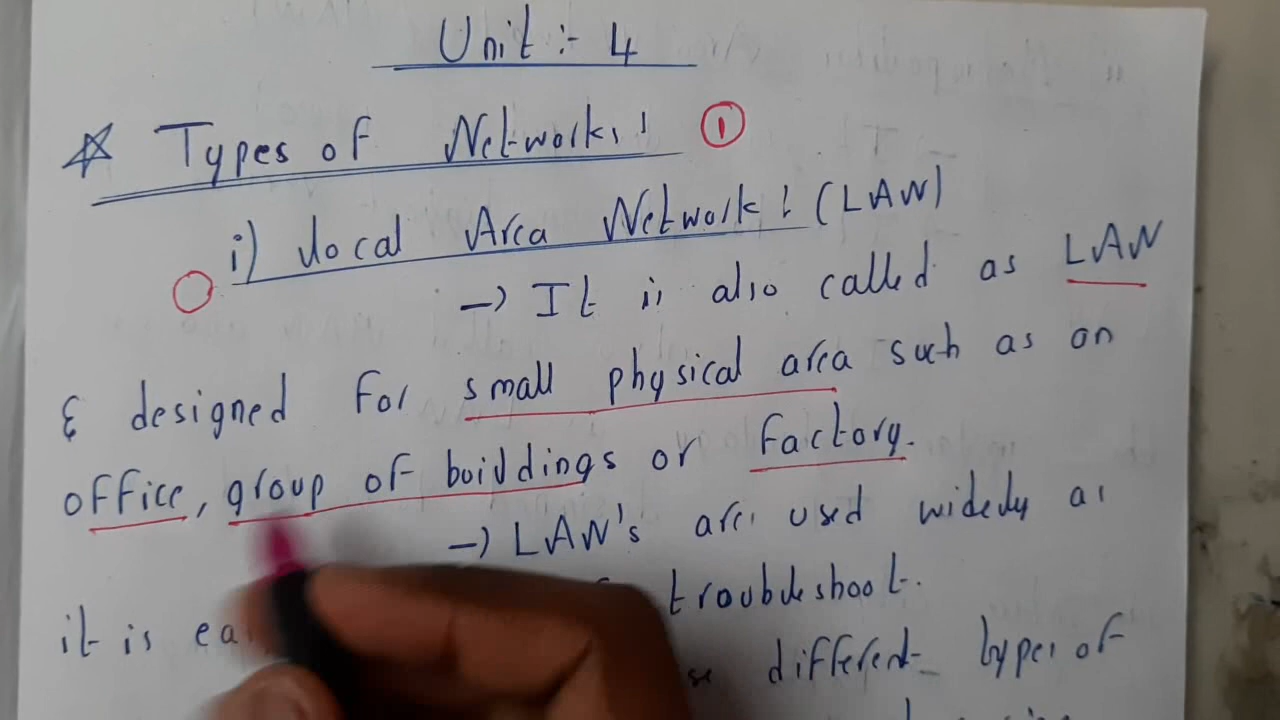 Unit :- 4
Types of Networks: 1
i) Local Area Network: (LAN)
→ It is also called as LAN
& designed for small physical area such as an
office, group of buildings or factory.
→ LAN's are used widely as
it is ea troubleshoot.
different types of